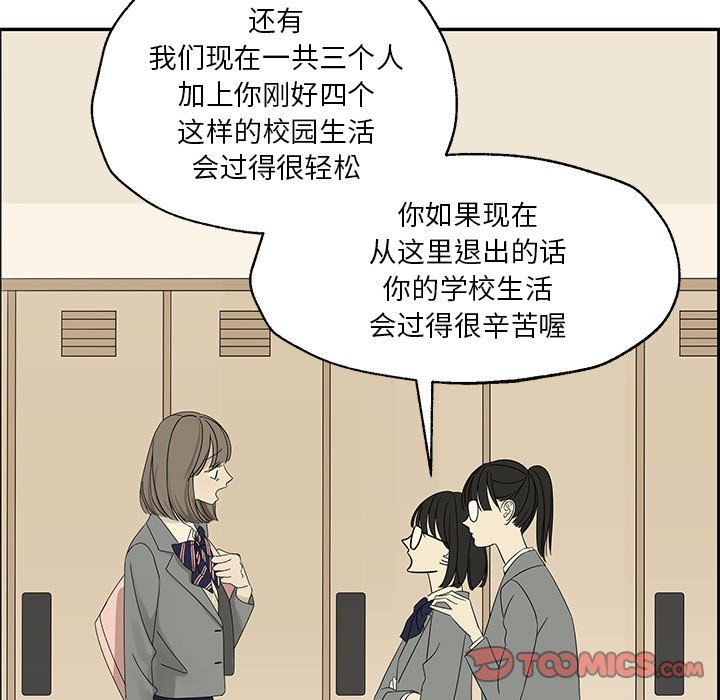 还有
我们现在一共三个人
加上你刚好四个
这样的校园生活
会过得很轻松
你如果现在
从这里退出的话
你的学校生活
会过得很辛苦喔
TOOMICS.com